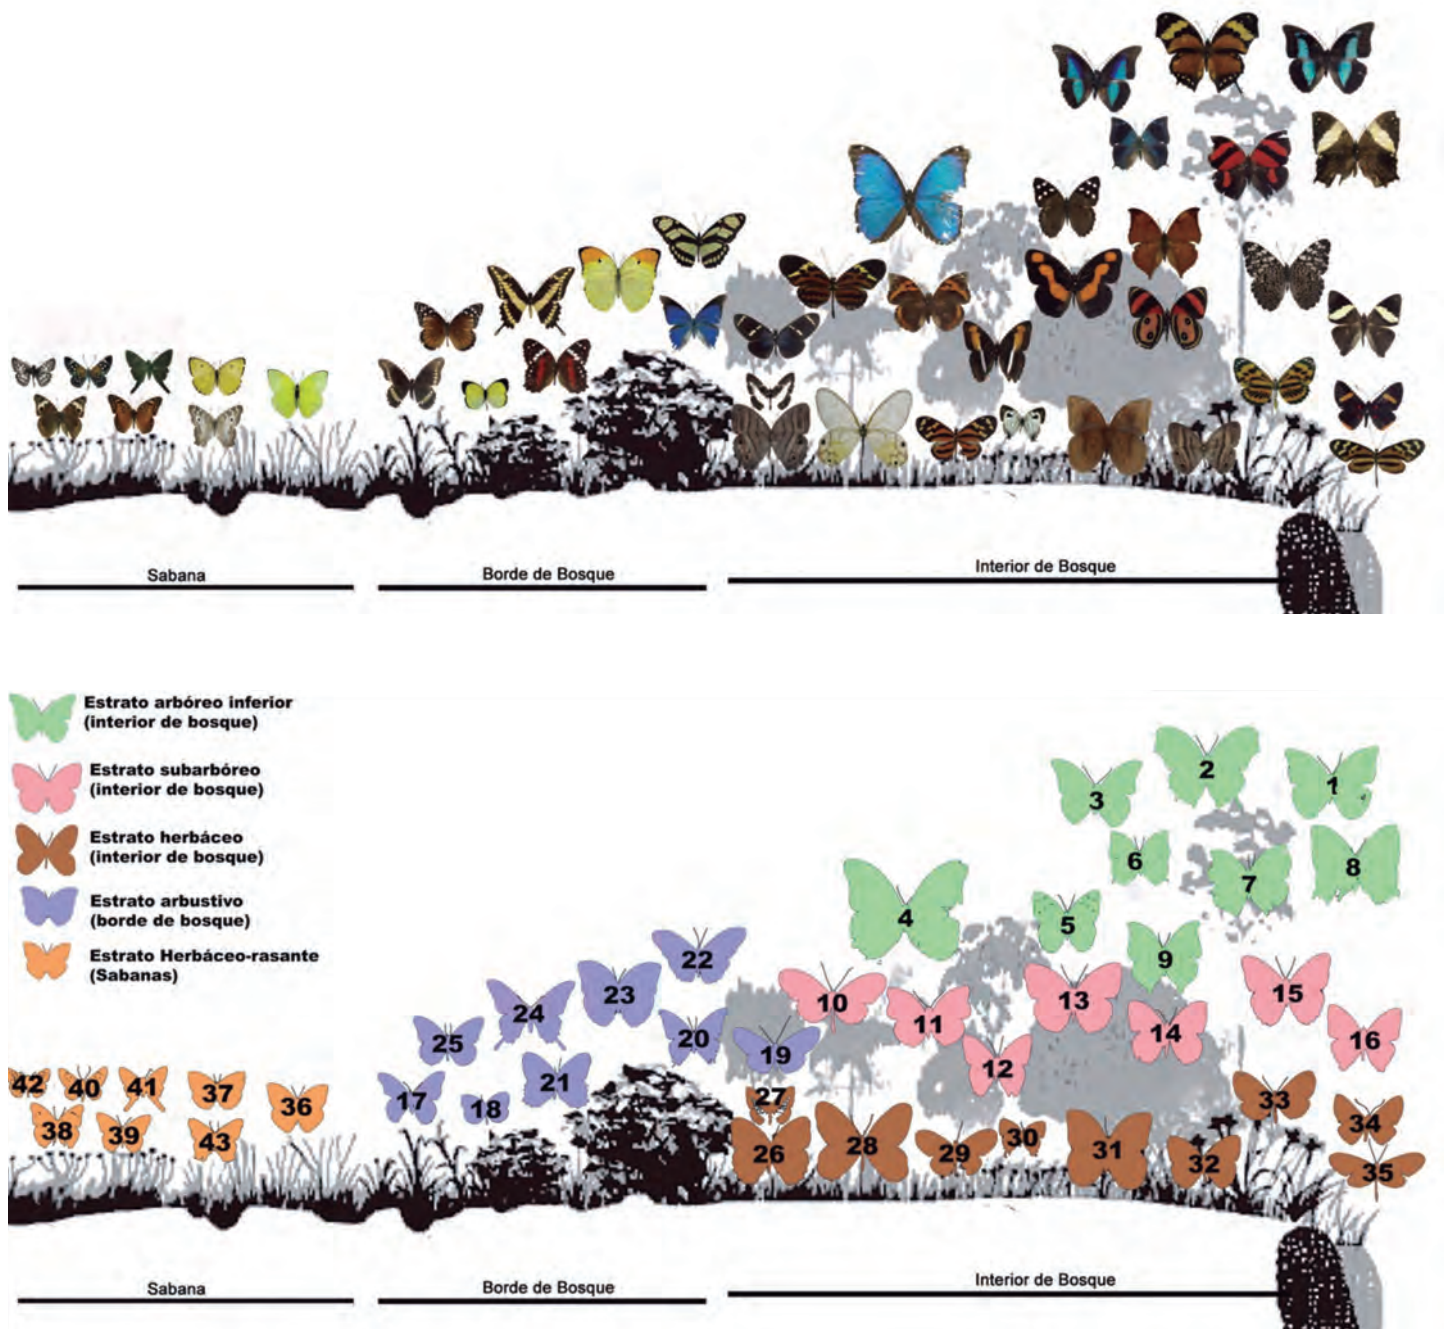 Sabana
Borde de Bosque
Interior de Bosque
Estrato arbóreo inferior
(interior de bosque)
Estrato subarbóreo
(interior de bosque)
Estrato herbáceo
(interior de bosque)
Estrato arbustivo
(borde de bosque)
Estrato Herbáceo-rasante
(Sabanas)
2
3
1
6
7
8
4
5
9
22
23
10
13
15
24
11
14
16
25
20
19
12
42
40
41
37
36
17
18
21
27
33
38
39
43
26
28
29
30
31
32
34
35
Sabana
Borde de Bosque
Interior de Bosque